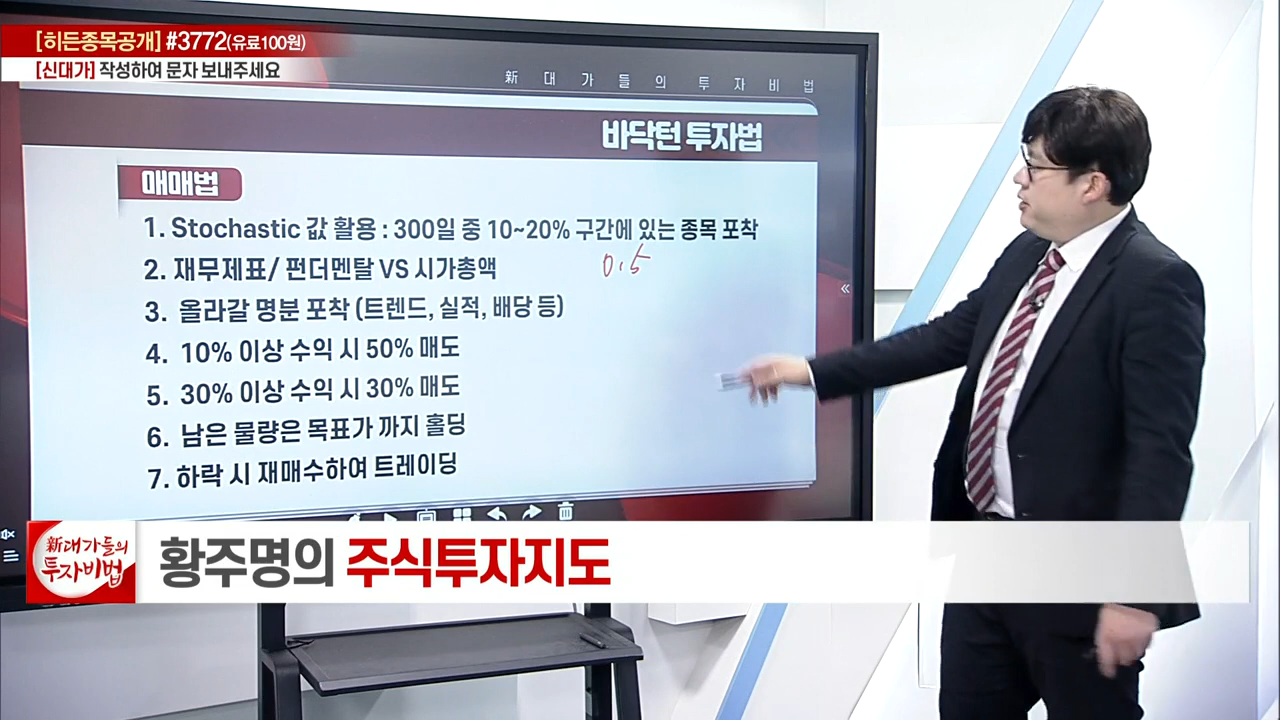 [히든종목공개] #3772(유료100원)
[신대가] 작성하여 문자 보내주세요
新 대 가 들 의 투 자 비 법
바닥턴 투자법
매매법
1. Stochastic 값 활용 : 300일 중 10~20% 구간에 있는 종목 포착
0.5
2. 재무제표/ 펀더멘탈 VS 시가총액
3. 올라갈 명분 포착 (트렌드, 실적, 배당 등)
4. 10% 이상 수익 시 50% 매도
5. 30% 이상 수익 시 30% 매도
6. 남은 물량은 목표가 까지 홀딩
7. 하락 시 재매수하여 트레이딩
新대가들의
투자비법
황주명의 주식투자지도